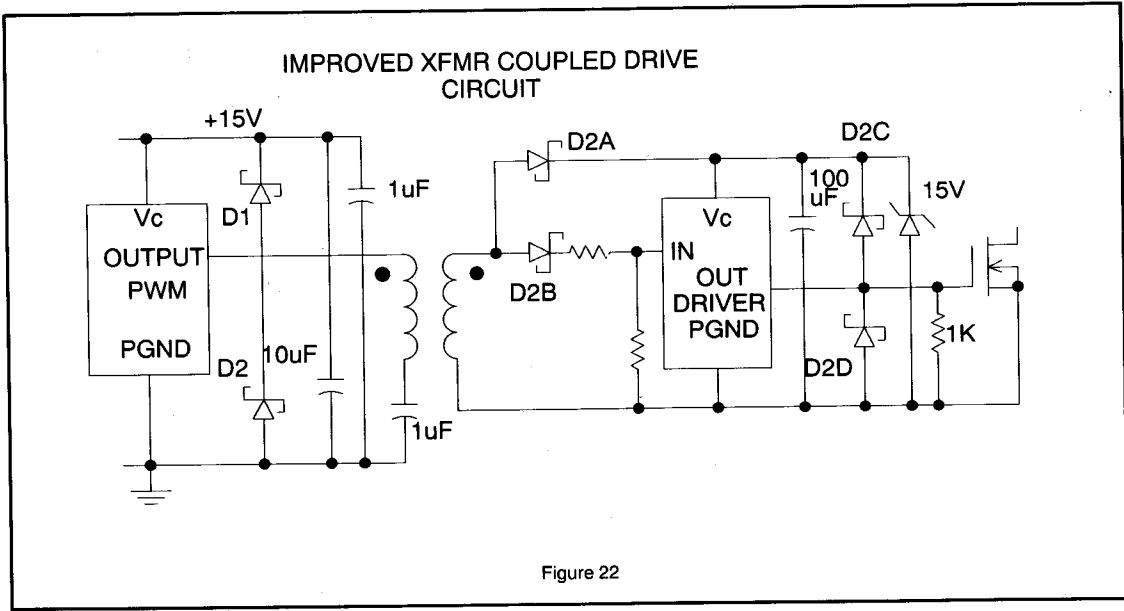 IMPROVED XFMR COUPLED DRIVE
CIRCUIT
+15V
D1
1uF
Vc
OUTPUT
PWM
PGND
D2
10uF
1uF
D2A
D2B
Vc
IN
OUT
DRIVER
PGND
100
uF
D2C
15V
D2D
1K
Figure 22